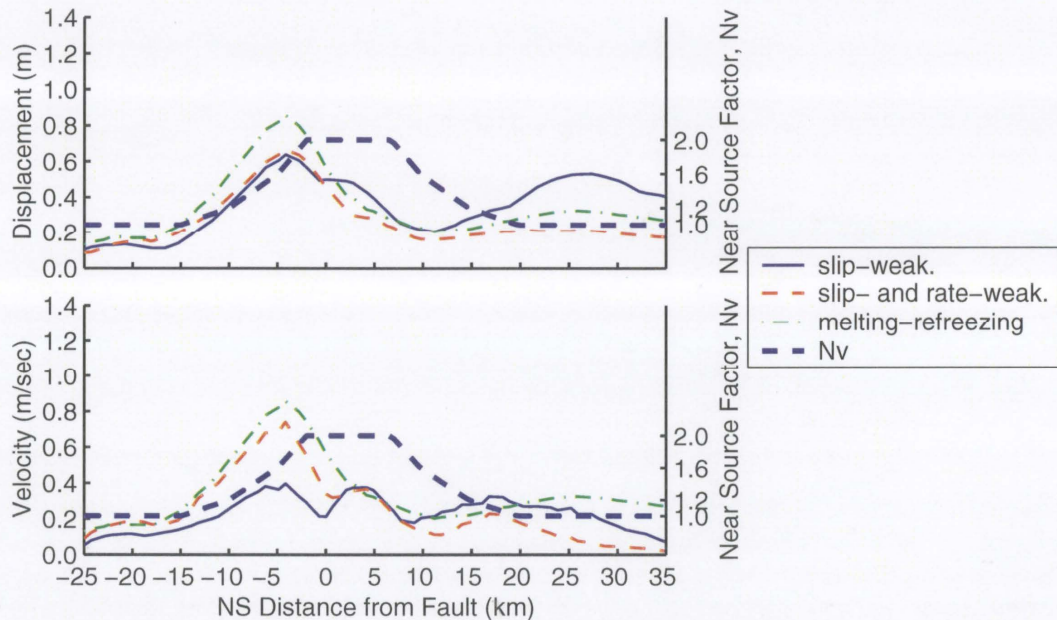 1.4
1.2
1.0
0.8
0.6
0.4
0.2
0.0
Displacement (m)
2.0
1.6
1.2
1.0
Near Source Factor, Nv
slip-weak.
slip- and rate-weak.
melting-refreezing
Nv
1.4
1.2
1.0
0.8
0.6
0.4
0.2
0.0
Velocity (m/sec)
2.0
1.6
1.2
1.0
Near Source Factor, Nv
−25 −20 −15 −10 −5 0 5 10 15 20 25 30 35
NS Distance from Fault (km)